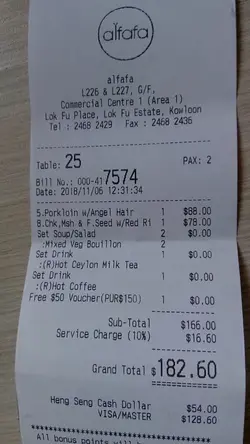 alfafa
alfafa
L226 & L227, G/F,
Commercial Centre 1 (Area 1)
Lok Fu Place, Lok Fu Estate, Kowloon
Tel : 2468 2429 Fax : 2468 2436
Table: 25 PAX: 2
Bill No.: 000-417574
Date: 2018/11/06 12:31:34
5.Porkloin w/Angel Hair 1 $88.00
B.Chk,Msh & F.Seed w/Red Ri 1 $78.00
Set Soup/Salad 2 $0.00
:Mixed Veg Bouillon 2
Set Drink 1 $0.00
:(R)Hot Ceylon Milk Tea
Set Drink 1 $0.00
:(R)Hot Coffee
Free $50 Voucher(PUR$150) 1 $0.00
Sub-Total $166.00
Service Charge (10%) $16.60
Grand Total $182.60
Heng Seng Cash Dollar $54.00
VISA/MASTER $128.60
All bonus points will